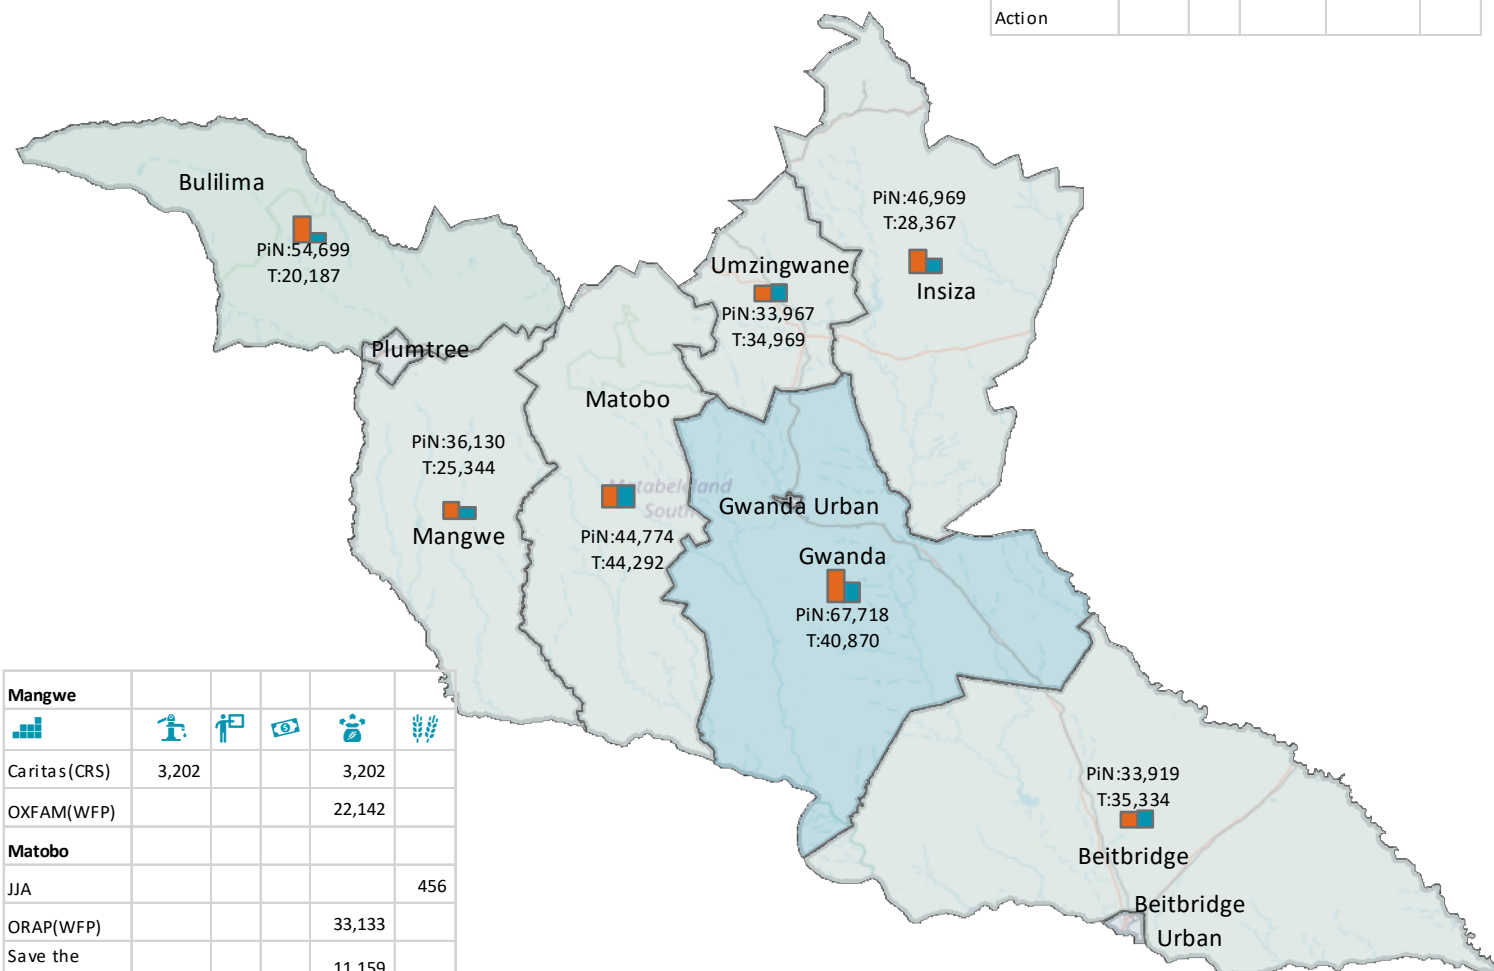 Action
Bulilima
PiN:54,699
T:20,187
PiN:46,969
T:28,367
Insiza
Umzingwane
PiN:33,967
T:34,969
Plumtree
Matobo
PiN:36,130
T:25,344
Mangwe
Matabeleland
South
PiN:44,774
T:44,292
Gwanda Urban
Gwanda
PiN:67,718
T:40,870
PiN:33,919
T:35,334
Beitbridge
Beitbridge
Urban
Mangwe
Caritas(CRS) 3,202 3,202
OXFAM(WFP) 22,142
Matobo
JJA 456
ORAP(WFP) 33,133
Save the
11,159